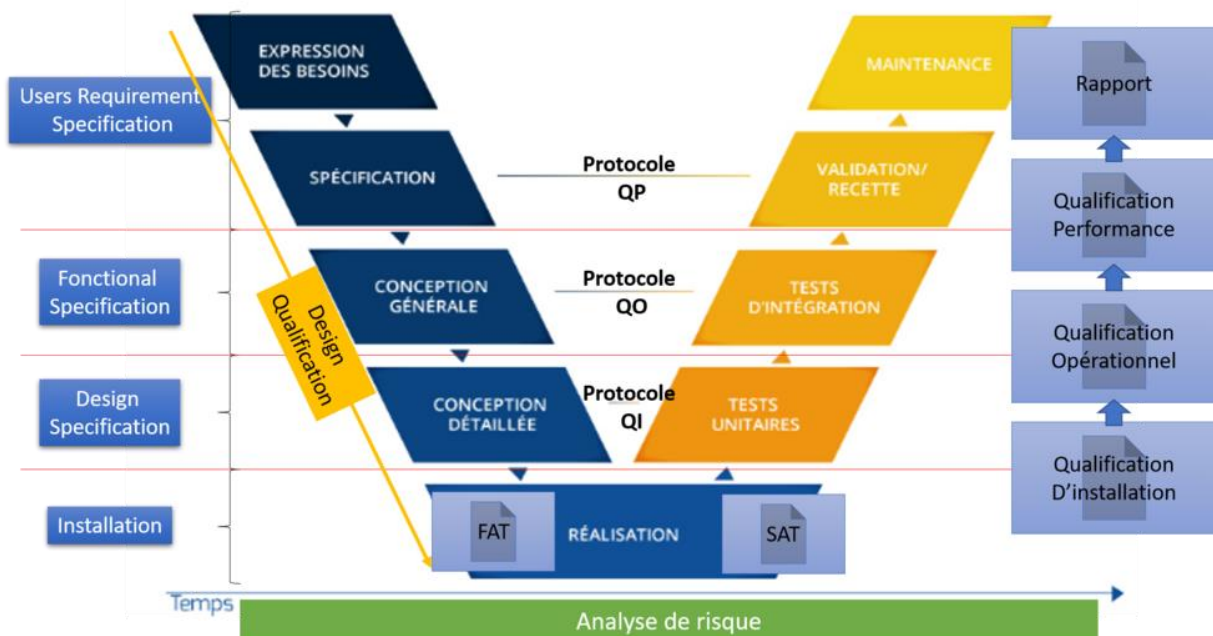 EXPRESSION
DES BESOINS
MAINTENANCE
Rapport
Users Requirement
Specification
SPÉCIFICATION
Protocole
QP
VALIDATION/
RECETTE
Qualification
Performance
Fonctional
Specification
Design
Qualification
CONCEPTION
GÉNÉRALE
Protocole
QO
TESTS
D'INTÉGRATION
Qualification
Opérationnel
Design
Specification
CONCEPTION
DÉTAILLÉE
Protocole
QI
TESTS
UNITAIRES
Qualification
D'installation
Installation
FAT
RÉALISATION
SAT
Temps
Analyse de risque